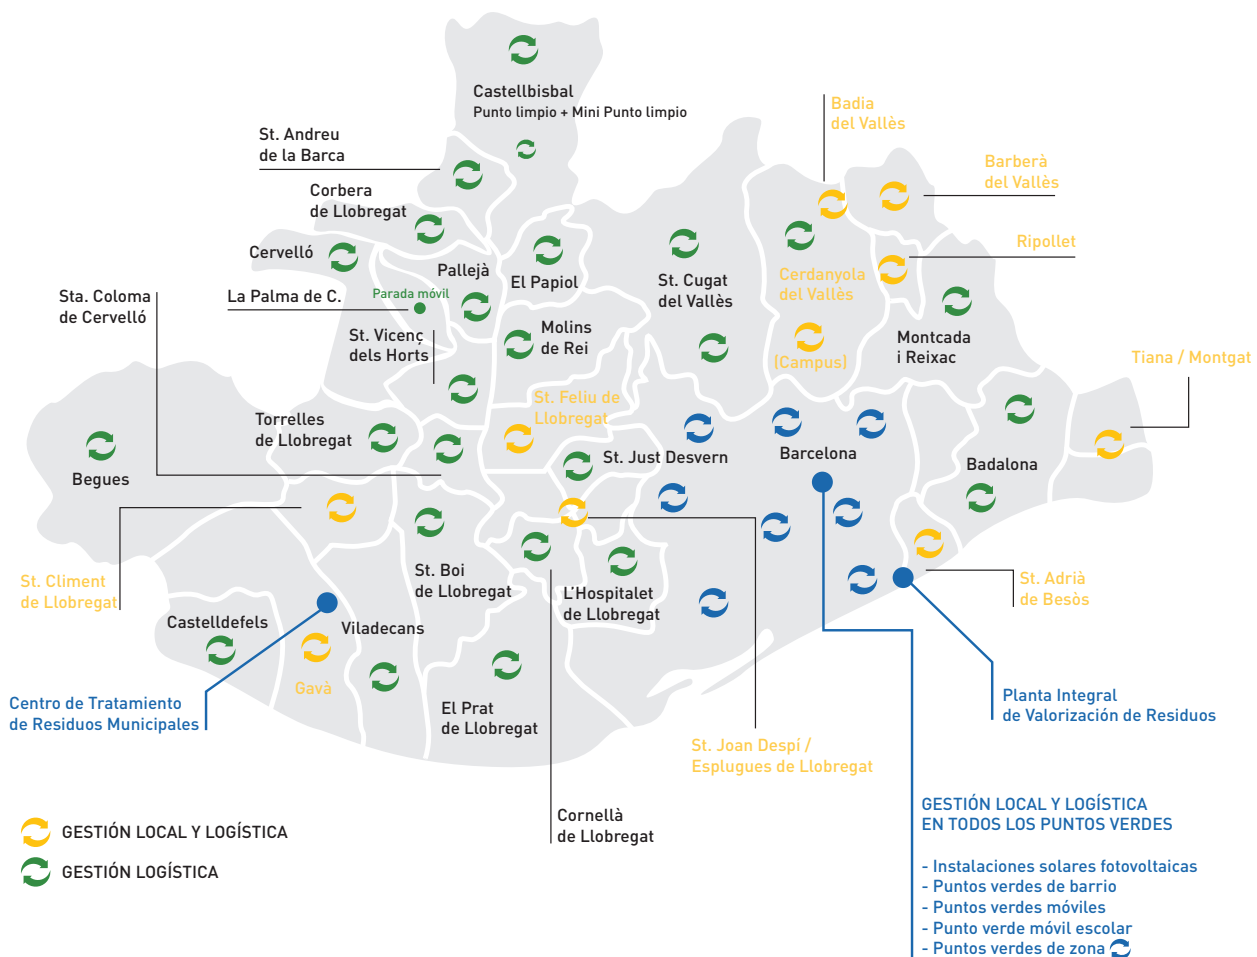 Castellbisbal
Punto limpio + Mini Punto limpio
St. Andreu
de la Barca
Corbera
de Llobregat
Cervelló
Badia
del Vallès
Barberà
del Vallès
Ripollet
Pallejà
El Papiol
St. Cugat
del Vallès
Cerdanyola
del Vallès
Sta. Coloma
de Cervelló
La Palma de C.
Parada móvil
St. Vicenç
dels Horts
Molins
de Rei
Montcada
i Reixac
(Campus)
Tiana / Montgat
St. Feliu de
Llobregat
Torrelles
de Llobregat
St. Just Desvern
Barcelona
Badalona
Begues
St. Climent
de Llobregat
St. Boi
de Llobregat
L'Hospitalet
de Llobregat
St. Adrià
de Besòs
Castelldefels
Viladecans
Gavà
Centro de Tratamiento
de Residuos Municipales
El Prat
de Llobregat
Planta Integral
de Valorización de Residuos
St. Joan Despí /
Esplugues de Llobregat
Cornellà
de Llobregat
GESTIÓN LOCAL Y LOGÍSTICA
GESTIÓN LOGÍSTICA
GESTIÓN LOCAL Y LOGÍSTICA
EN TODOS LOS PUNTOS VERDES
- Instalaciones solares fotovoltaicas
- Puntos verdes de barrio
- Puntos verdes móviles
- Punto verde móvil escolar
- Puntos verdes de zona